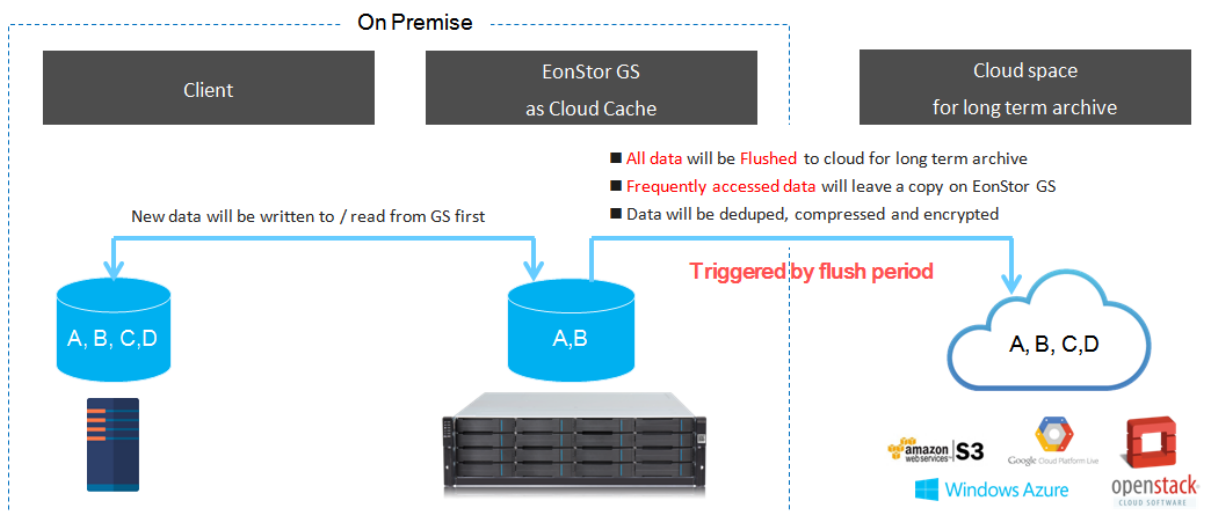 On Premise
Client
EonStor GS
as Cloud Cache
Cloud space
for long term archive
All data will be Flushed to cloud for long term archive
Frequently accessed data will leave a copy on EonStor GS
Data will be deduped, compressed and encrypted
New data will be written to / read from GS first
Triggered by flush period
A, B, C,D
A,B
A, B, C,D
amazon
web services™
S3
Google Cloud Platform Live
Windows Azure
openstack
CLOUD SOFTWARE